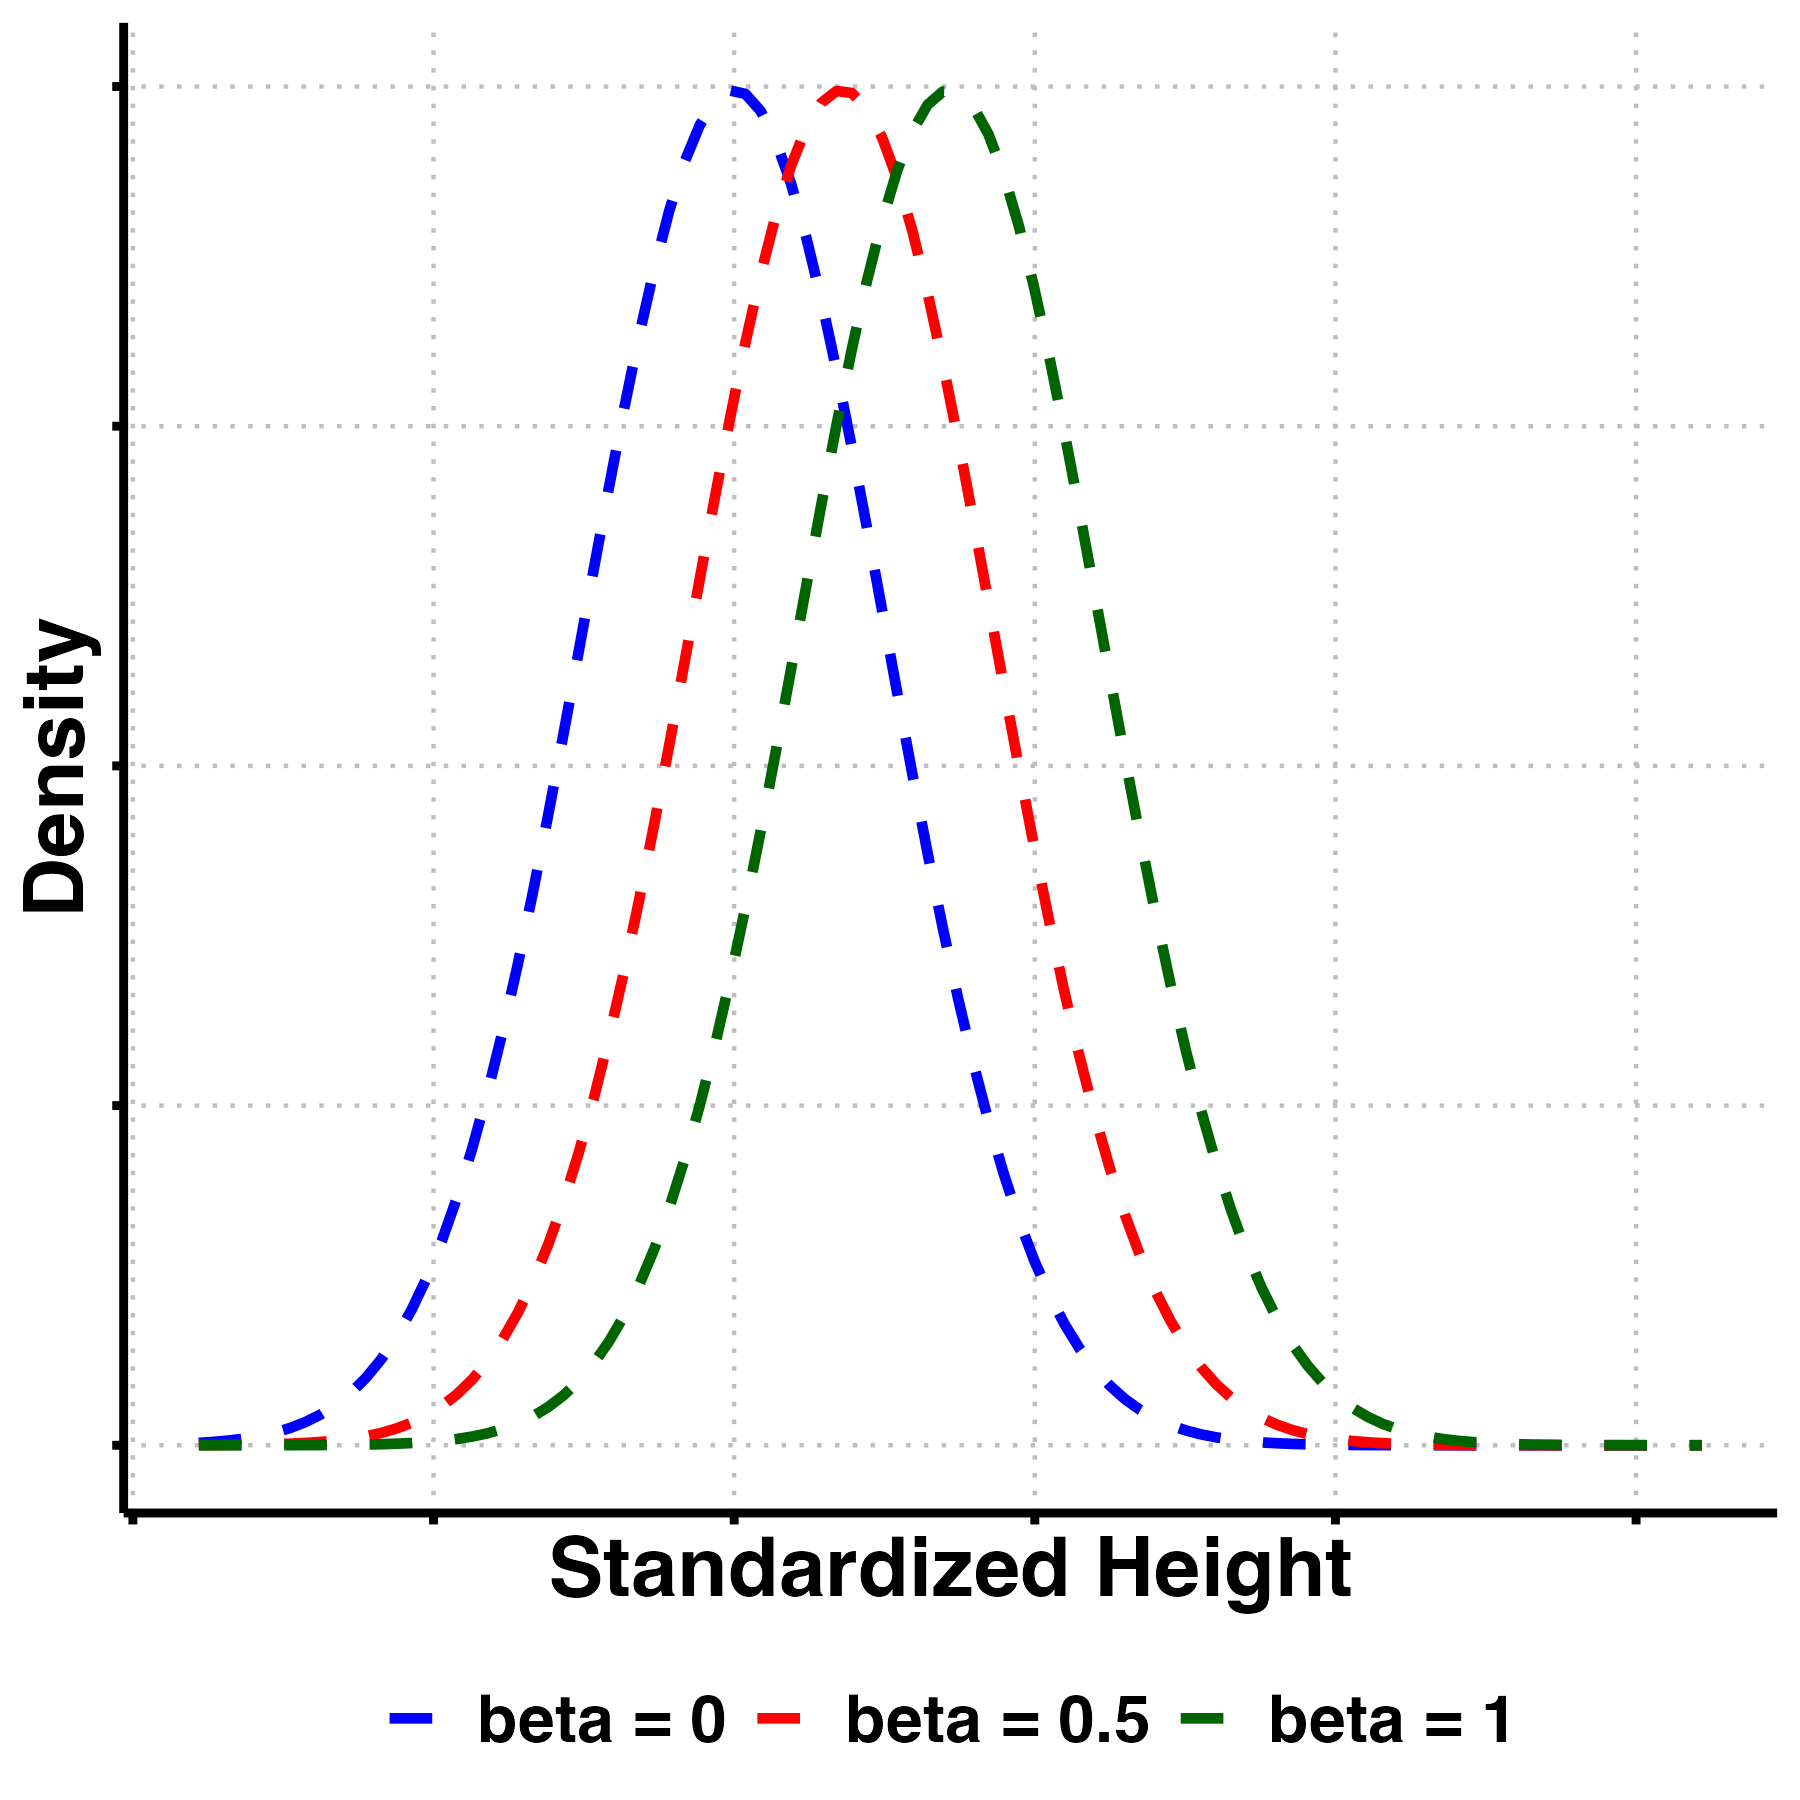 Density
Standardized Height
beta = 0 beta = 0.5 beta = 1